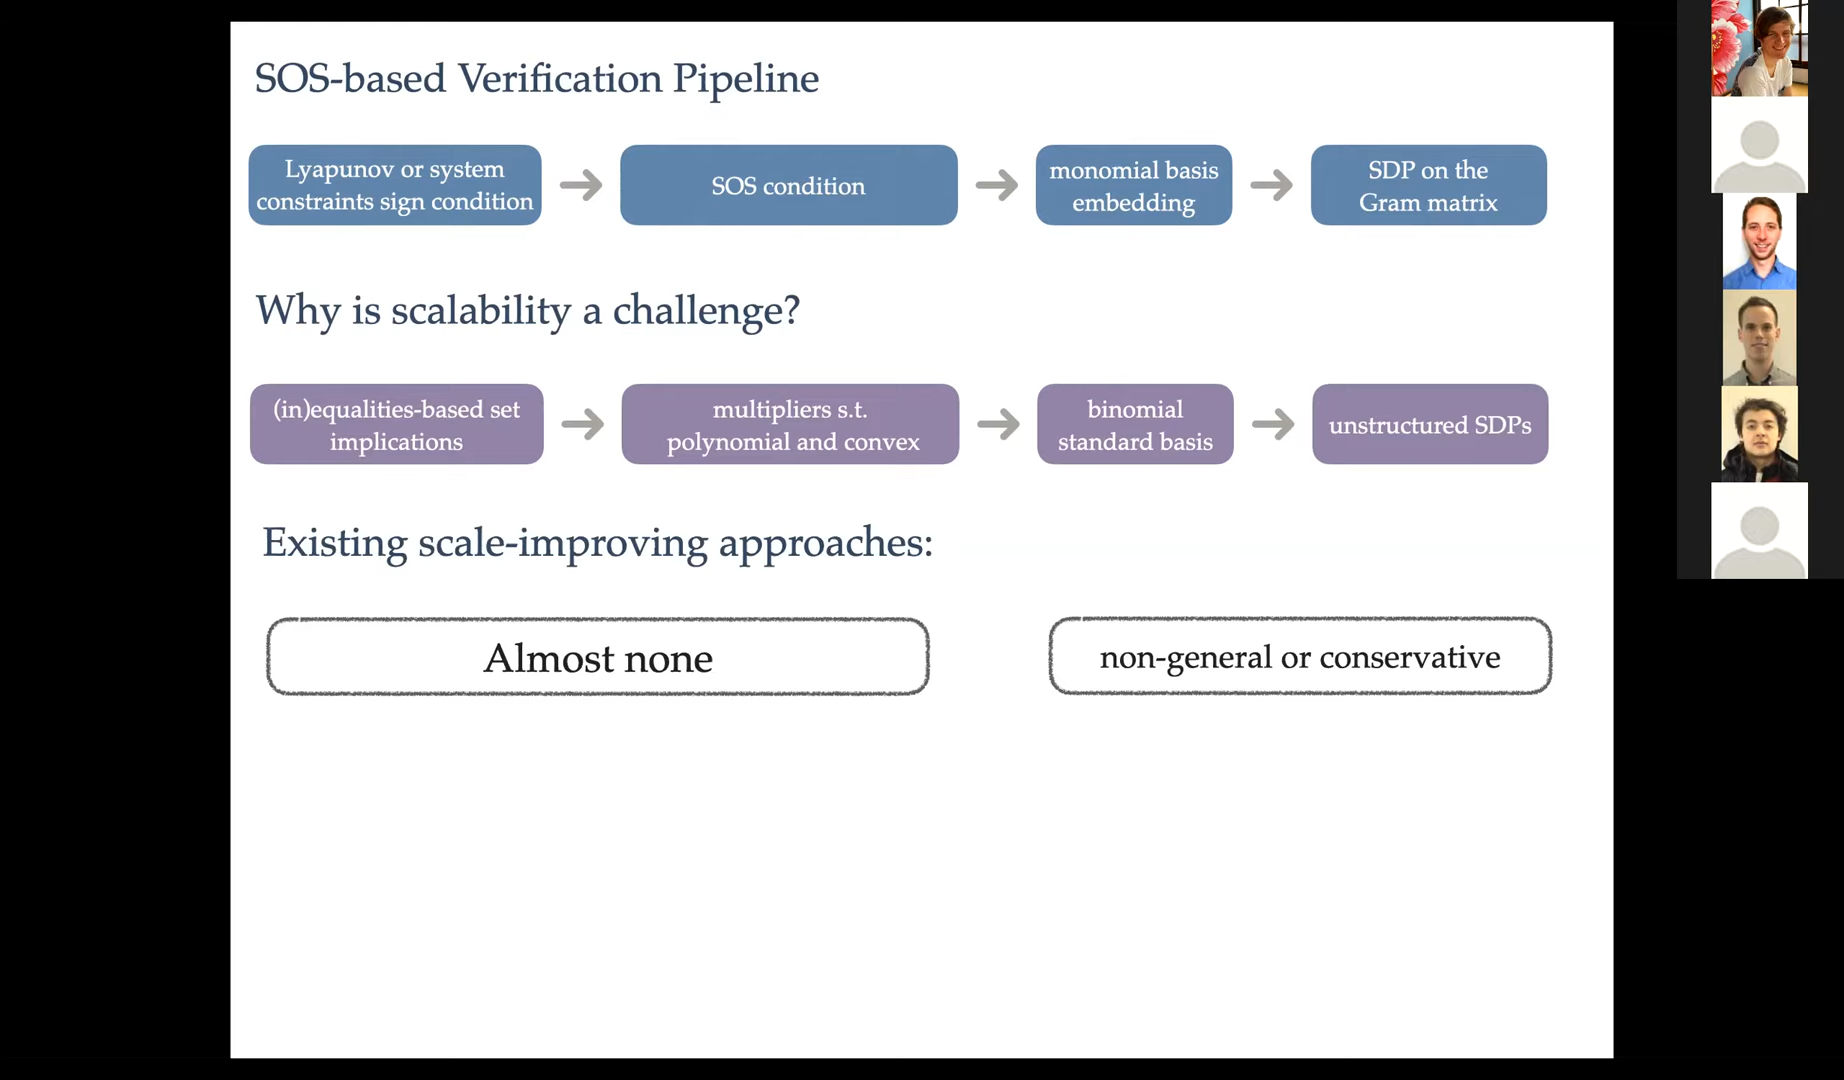 SOS-based Verification Pipeline
Lyapunov or system
constraints sign condition
SOS condition
monomial basis
embedding
SDP on the
Gram matrix
Why is scalability a challenge?
(in)equalities-based set
implications
multipliers s.t.
polynomial and convex
binomial
standard basis
unstructured SDPs
Existing scale-improving approaches:
Almost none
non-general or conservative